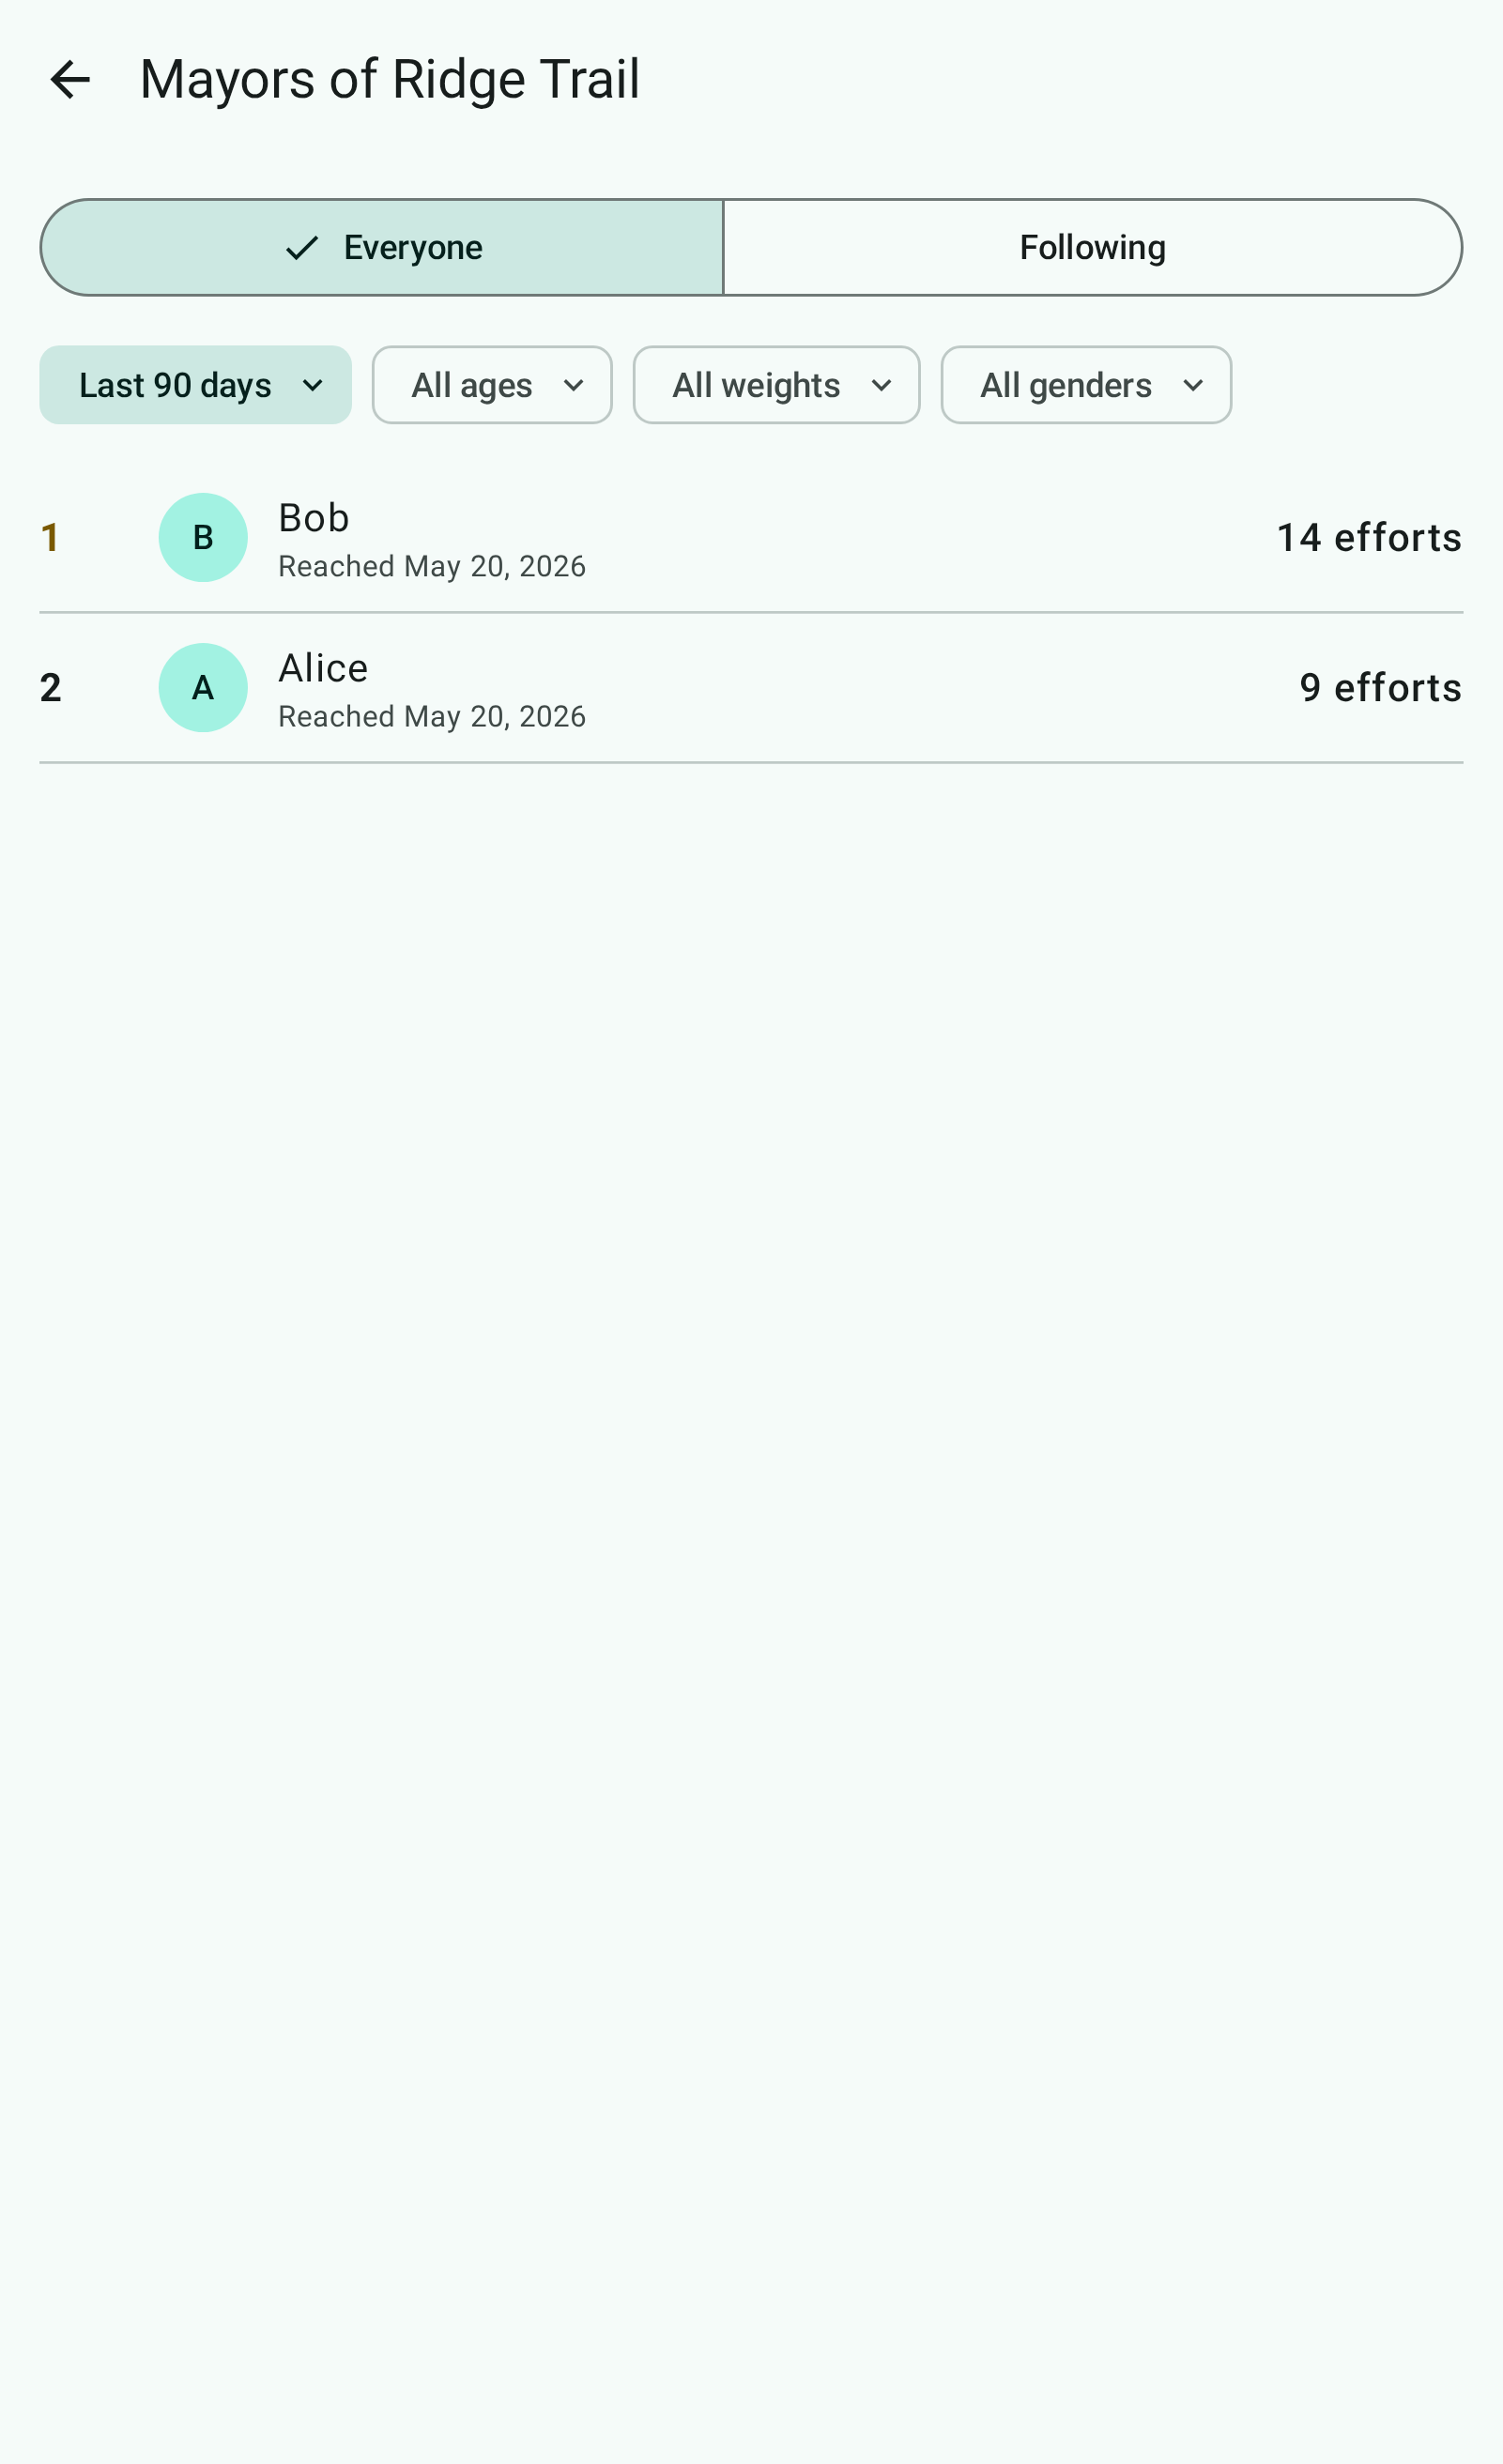 Mayors of Ridge Trail
Everyone
Following
Last 90 days
All ages
All weights
All genders
1
B
Bob
Reached May 20, 2026
14 efforts
2
A
Alice
Reached May 20, 2026
9 efforts